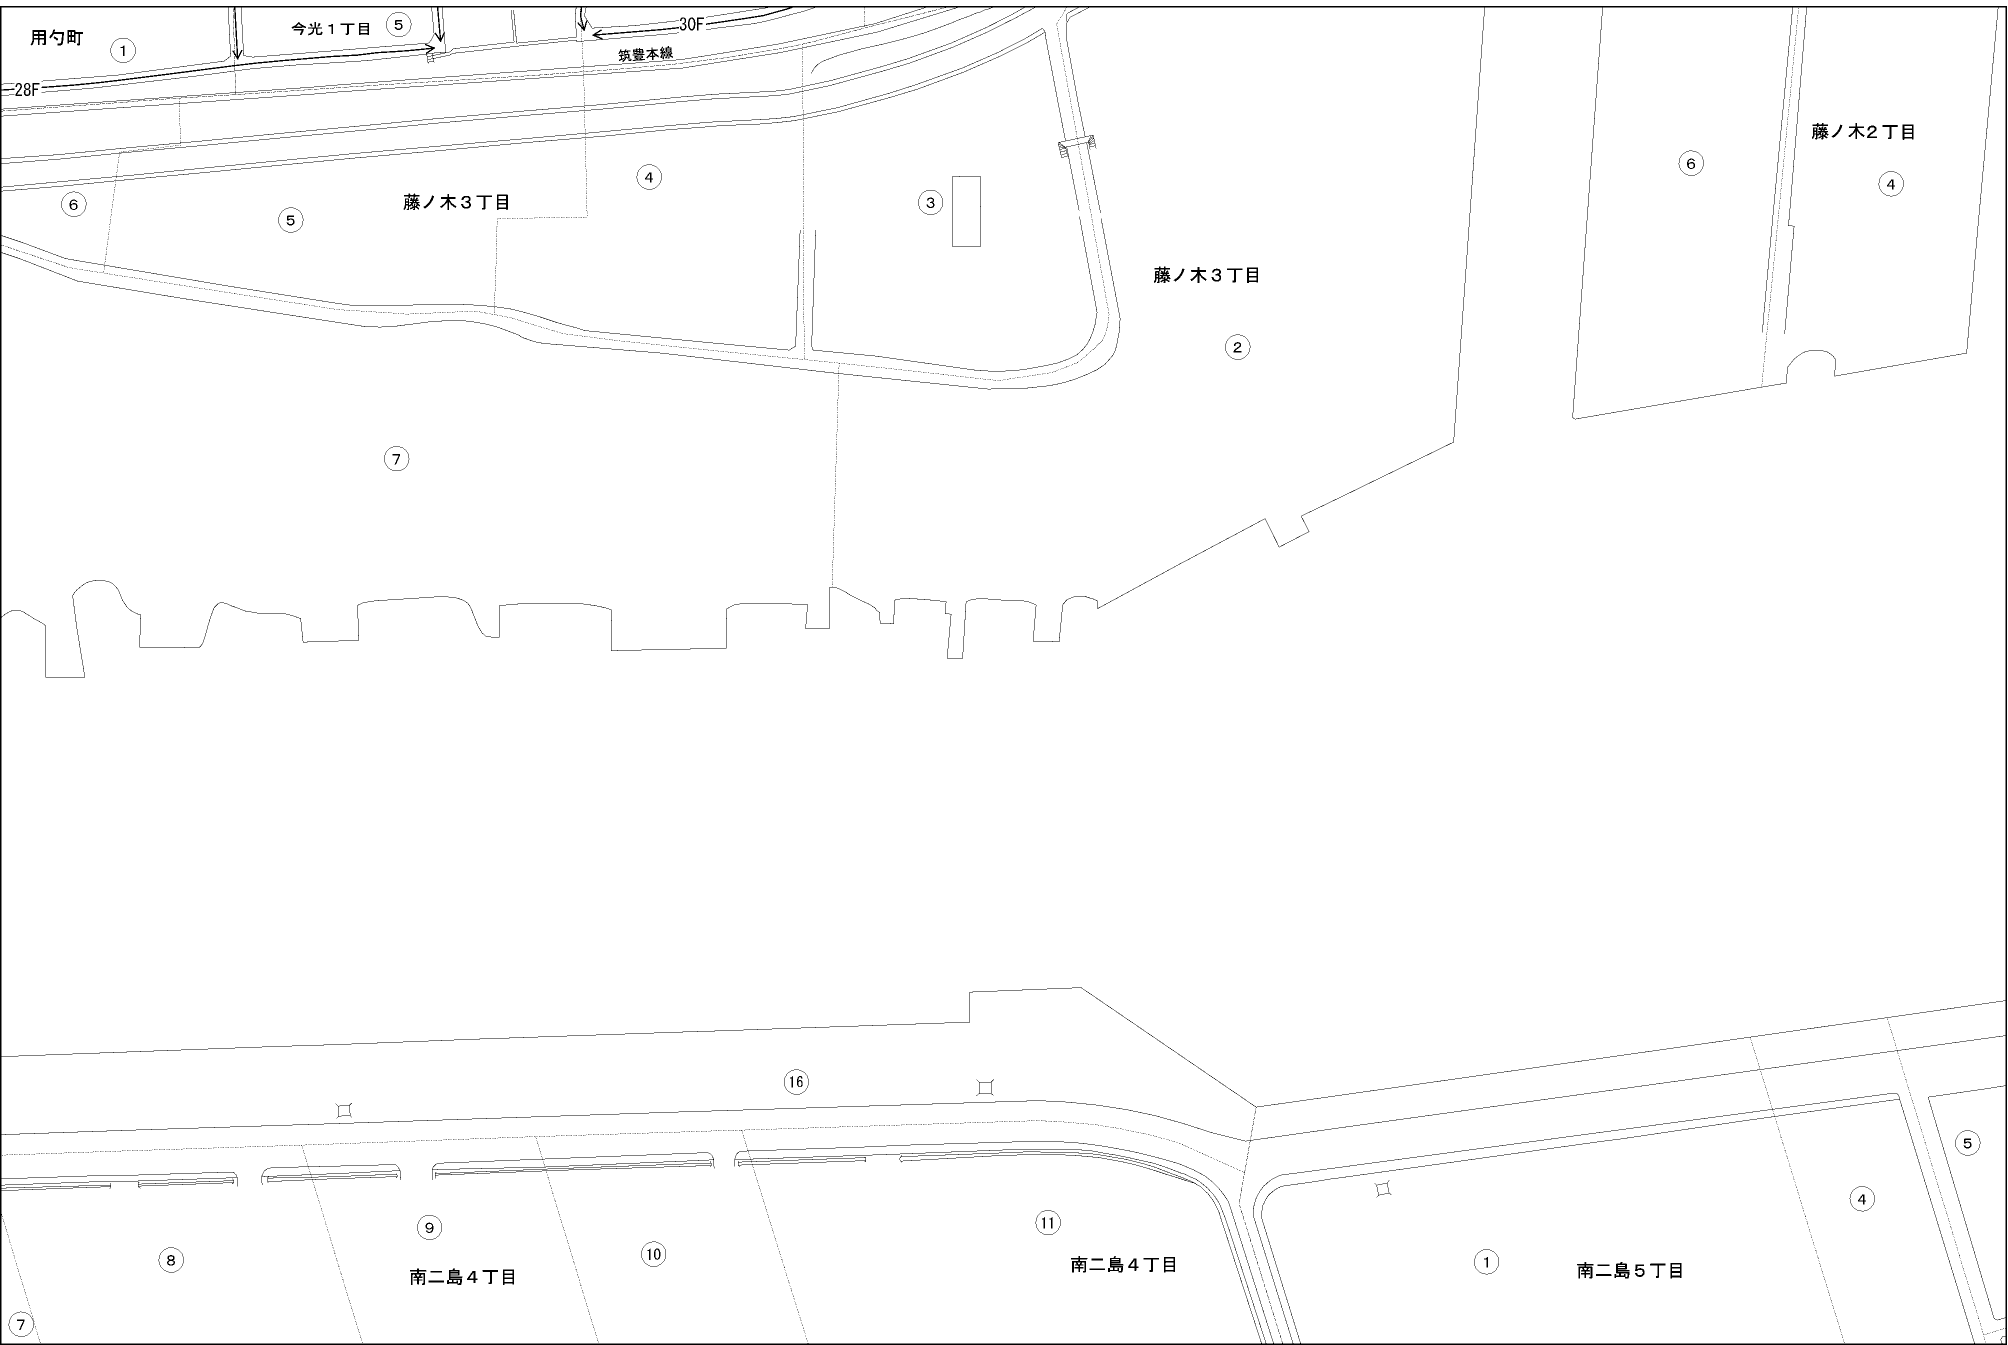 用勺町
①
今光１丁目
⑤
30F
筑豊本線
28F
藤ノ木２丁目
⑥
④
④
⑥
⑤
藤ノ木３丁目
③
藤ノ木３丁目
②
⑦
⑯
⑤
④
⑨
⑪
⑧
⑩
①
南二島４丁目
南二島４丁目
南二島５丁目
⑦